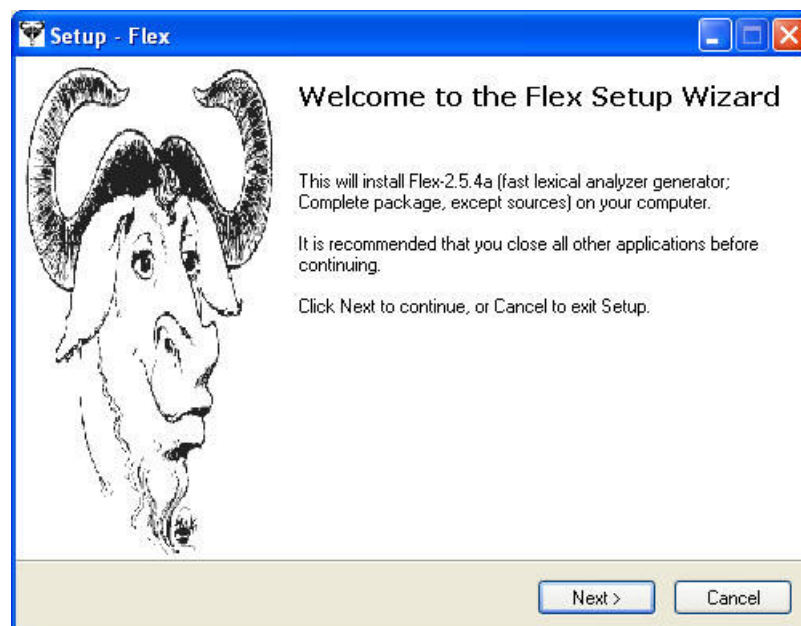 Setup - Flex
Welcome to the Flex Setup Wizard
This will install Flex-2.5.4a (fast lexical analyzer generator;
Complete package, except sources) on your computer.
It is recommended that you close all other applications before
continuing.
Click Next to continue, or Cancel to exit Setup.
Next >
Cancel